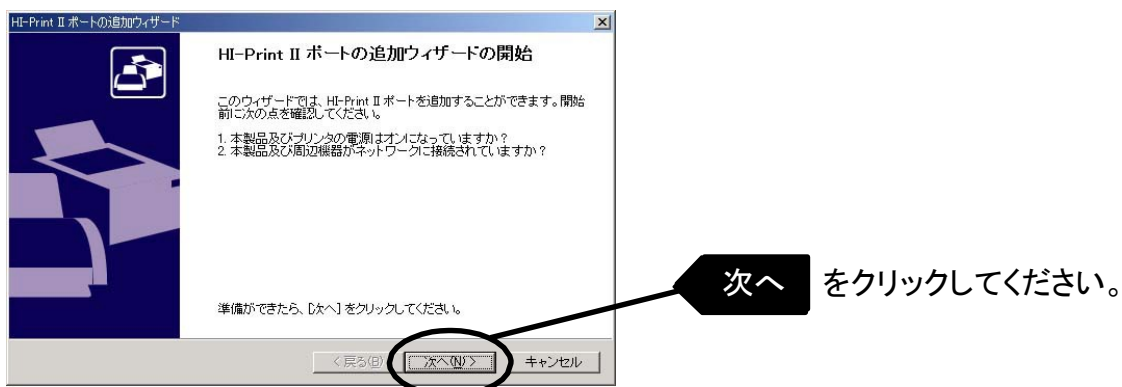 HI-Print II ポートの追加ウィザード
HI-Print II ポートの追加ウィザードの開始
このウィザードでは、HI-Print II ポートを追加することができます。開始
前に次の点を確認してください。
1. 本製品及びプリンタの電源はオンになっていますか？
2. 本製品及び周辺機器がネットワークに接続されていますか？
次へ をクリックしてください。
準備ができたら、[次へ] をクリックしてください。
< 戻る(B) 次へ(N) > キャンセル